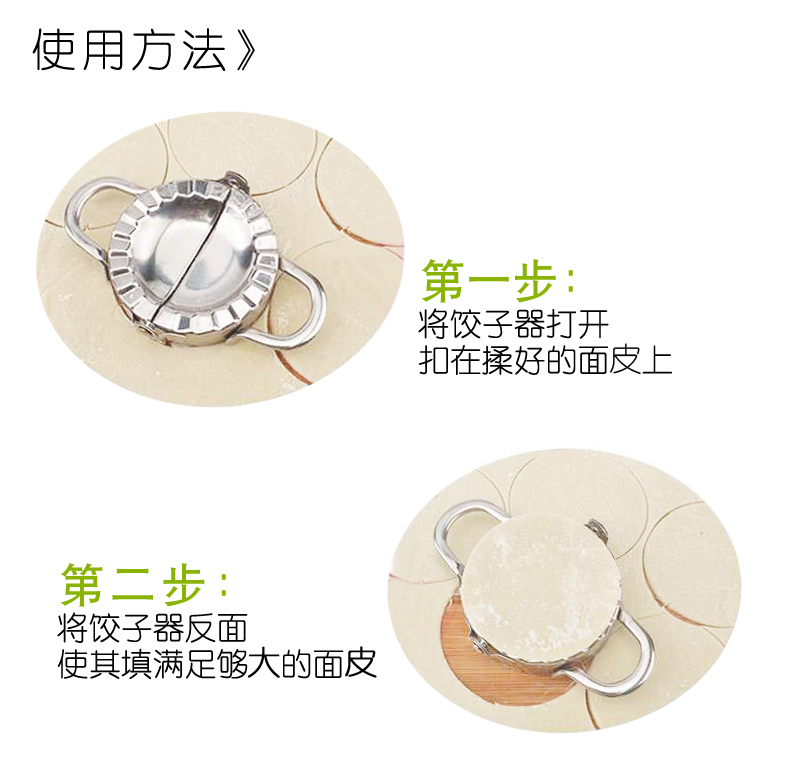 使用方法》
第一步:
将饺子器打开
扣在揉好的面皮上
第二步:
将饺子器反面
使其填满足够大的面皮